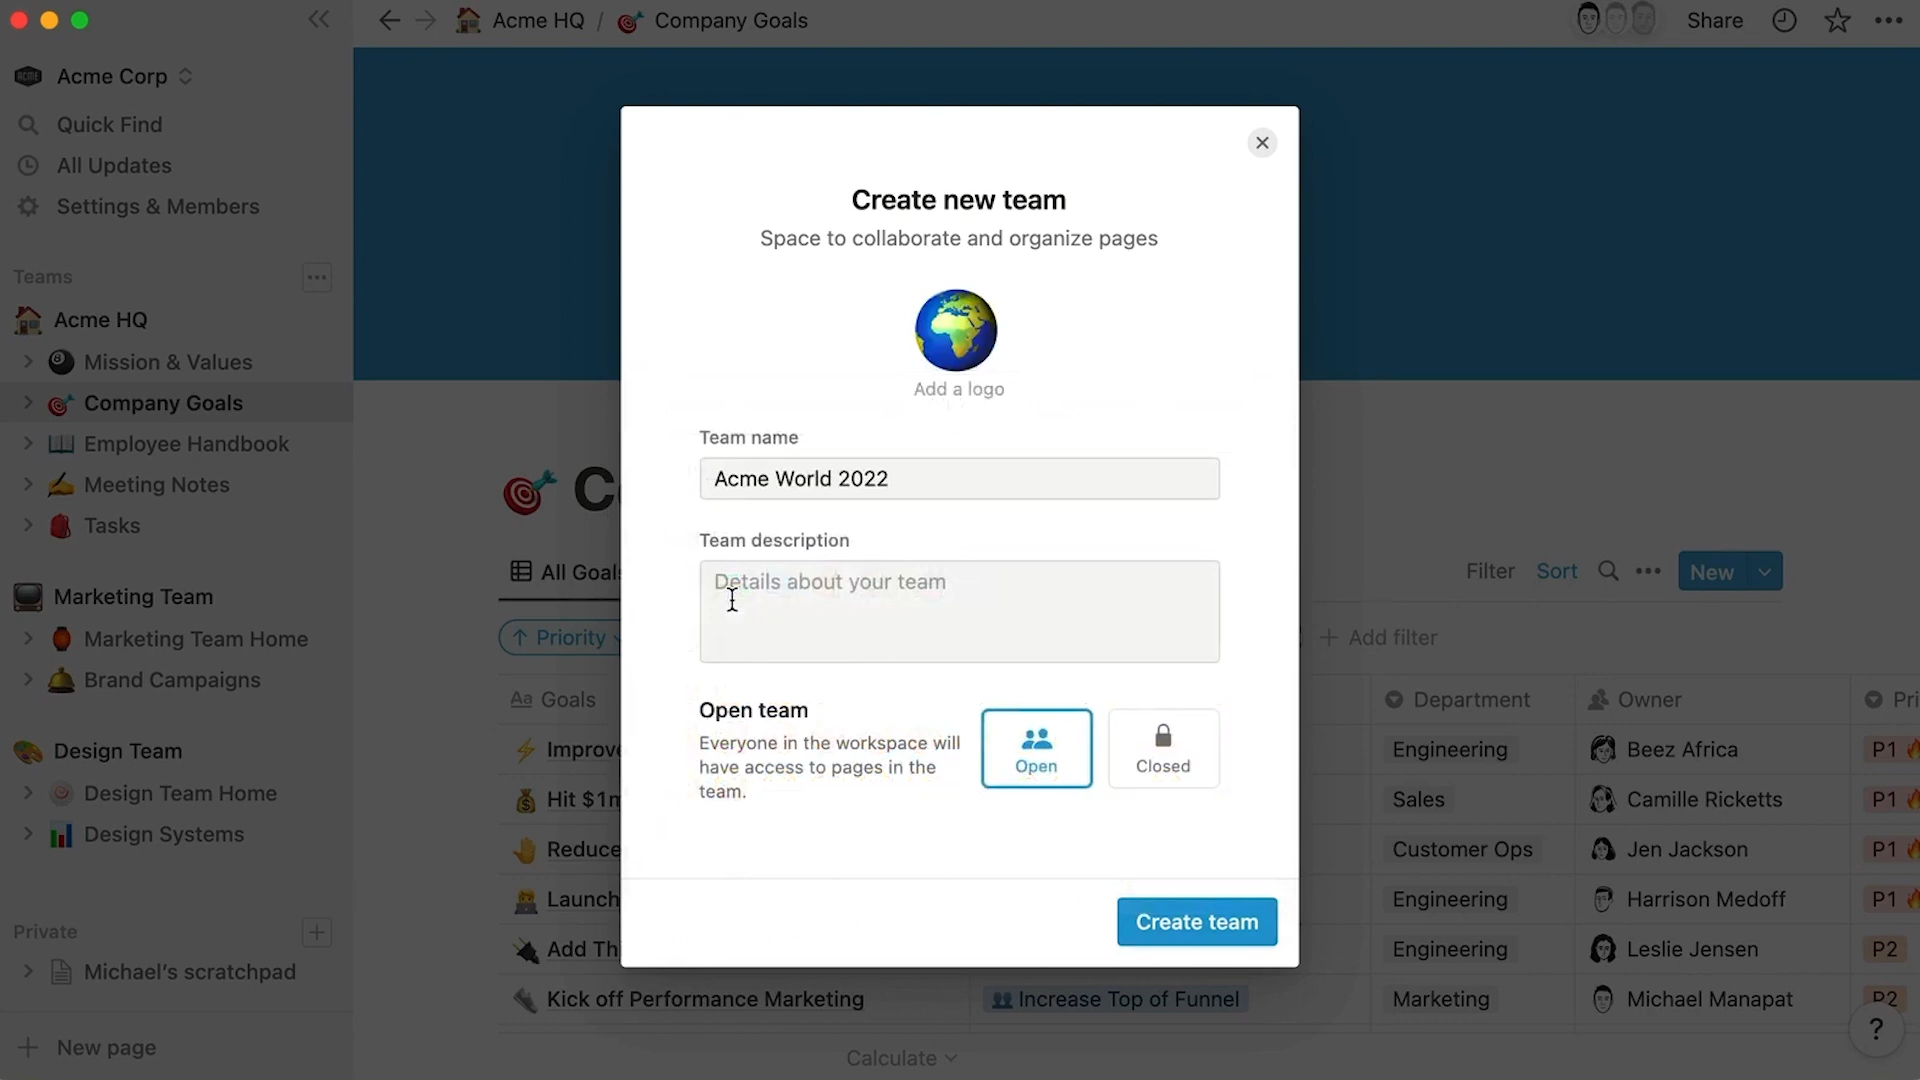 Acme HQ / Company Goals
Share
ACME Acme Corp
Quick Find
All Updates
Settings & Members
Teams
Acme HQ
Mission & Values
Company Goals
Employee Handbook
Meeting Notes
Tasks
Marketing Team
Marketing Team Home
Brand Campaigns
Design Team
Design Team Home
Design Systems
Private
Michael's scratchpad
New page
Create new team
Space to collaborate and organize pages
Add a logo
Team name
Acme World 2022
Team description
Details about your team
Open team
Everyone in the workspace will
have access to pages in the
team.
Open
Closed
Create team
All Goal
Filter Sort New
Priority
Add filter
Aa Goals Department Owner Pri
Improve Engineering Beez Africa P1
Hit $1m Sales Camille Ricketts P1
Reduce Customer Ops Jen Jackson P1
Launch Engineering Harrison Medoff P1
Add Th Engineering Leslie Jensen P2
Kick off Performance Marketing Increase Top of Funnel Marketing Michael Manapat P2
Calculate
?